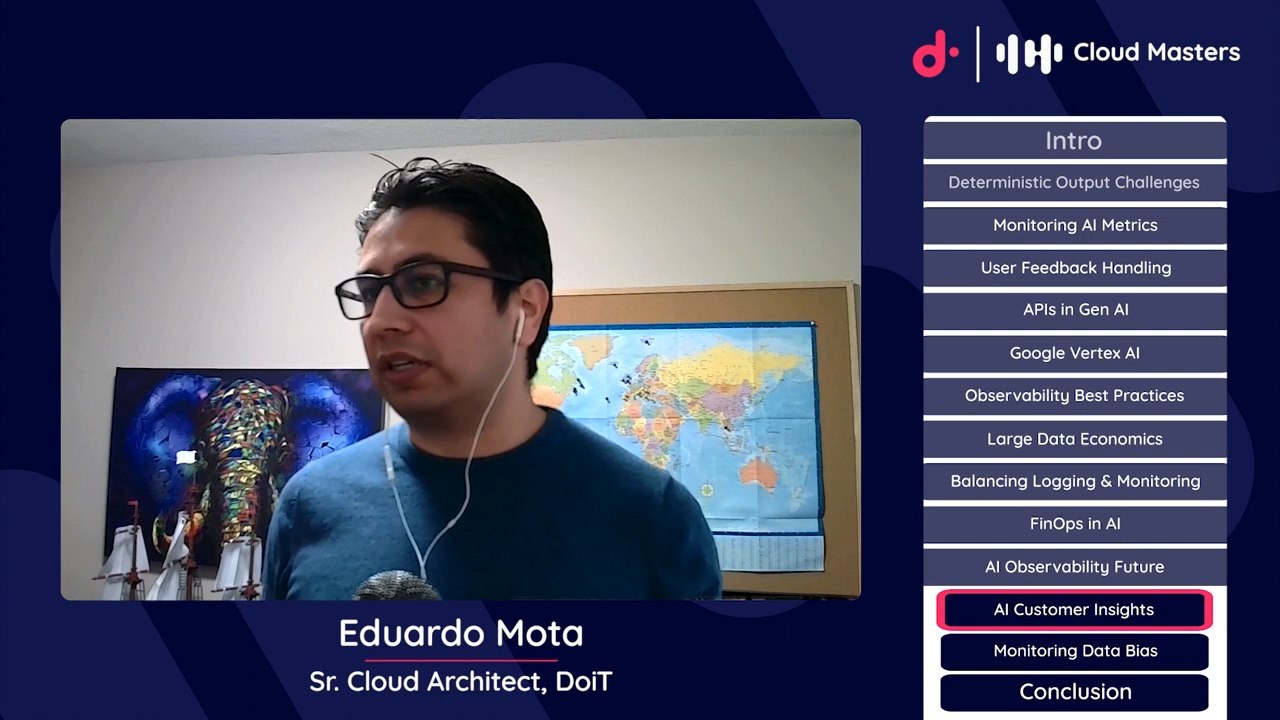 Cloud Masters
Intro
Deterministic Output Challenges
Monitoring AI Metrics
User Feedback Handling
APIs in Gen AI
Google Vertex AI
Observability Best Practices
Large Data Economics
Balancing Logging & Monitoring
FinOps in AI
AI Observability Future
AI Customer Insights
Monitoring Data Bias
Conclusion
Eduardo Mota
Sr. Cloud Architect, DoiT